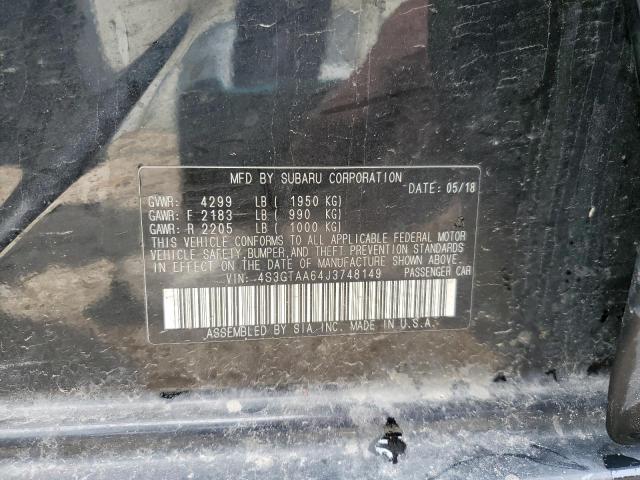 MFD BY SUBARU CORPORATION
DATE: 05/18
GVWR: 4299 LB ( 1950 KG)
GAWR: F 2183 LB ( 990 KG)
GAWR: R 2205 LB ( 1000 KG)
THIS VEHICLE CONFORMS TO ALL APPLICABLE FEDERAL MOTOR
VEHICLE SAFETY, BUMPER, AND THEFT PREVENTION STANDARDS
IN EFFECT ON THE DATE OF MANUFACTURE SHOWN ABOVE.
VIN: 4S3GTAA64J3748149 PASSENGER CAR
ASSEMBLED BY SIA, INC. MADE IN U.S.A.